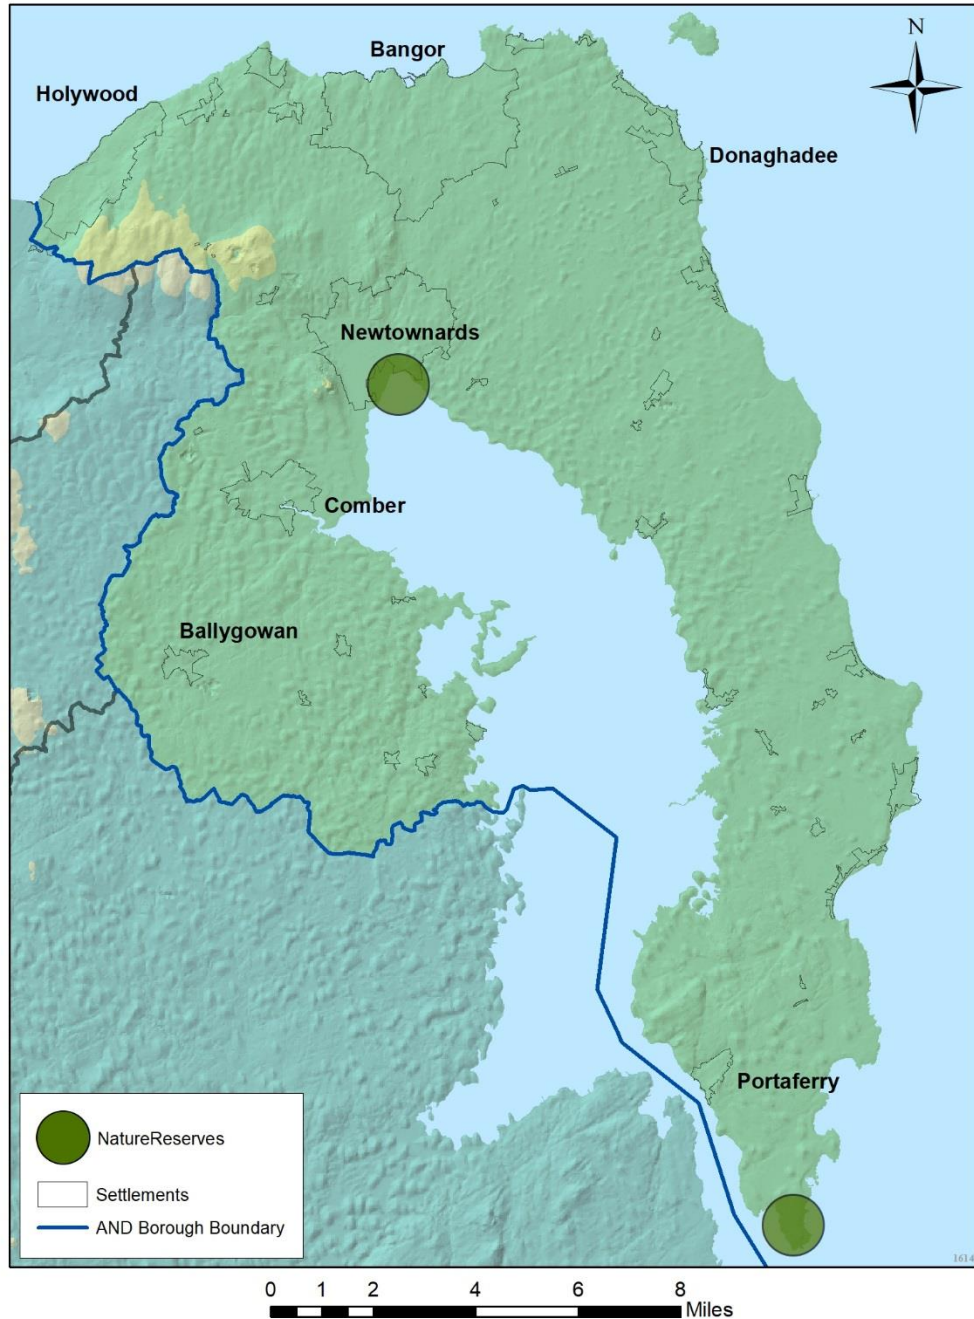 N
Bangor
Holywood
Donaghadee
Newtownards
Comber
Ballygowan
Portaferry
NatureReserves
Settlements
AND Borough Boundary
1614
0 1 2 4 6 8
Miles